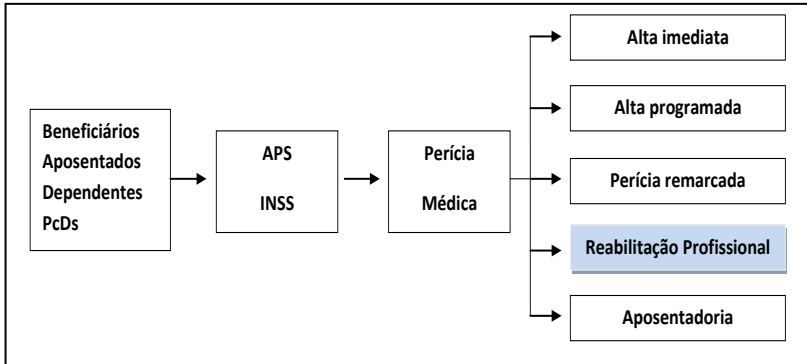 Beneficiários
Aposentados
Dependentes
PcDs
APS
INSS
Perícia
Médica
Alta imediata
Alta programada
Perícia remarcada
Reabilitação Profissional
Aposentadoria